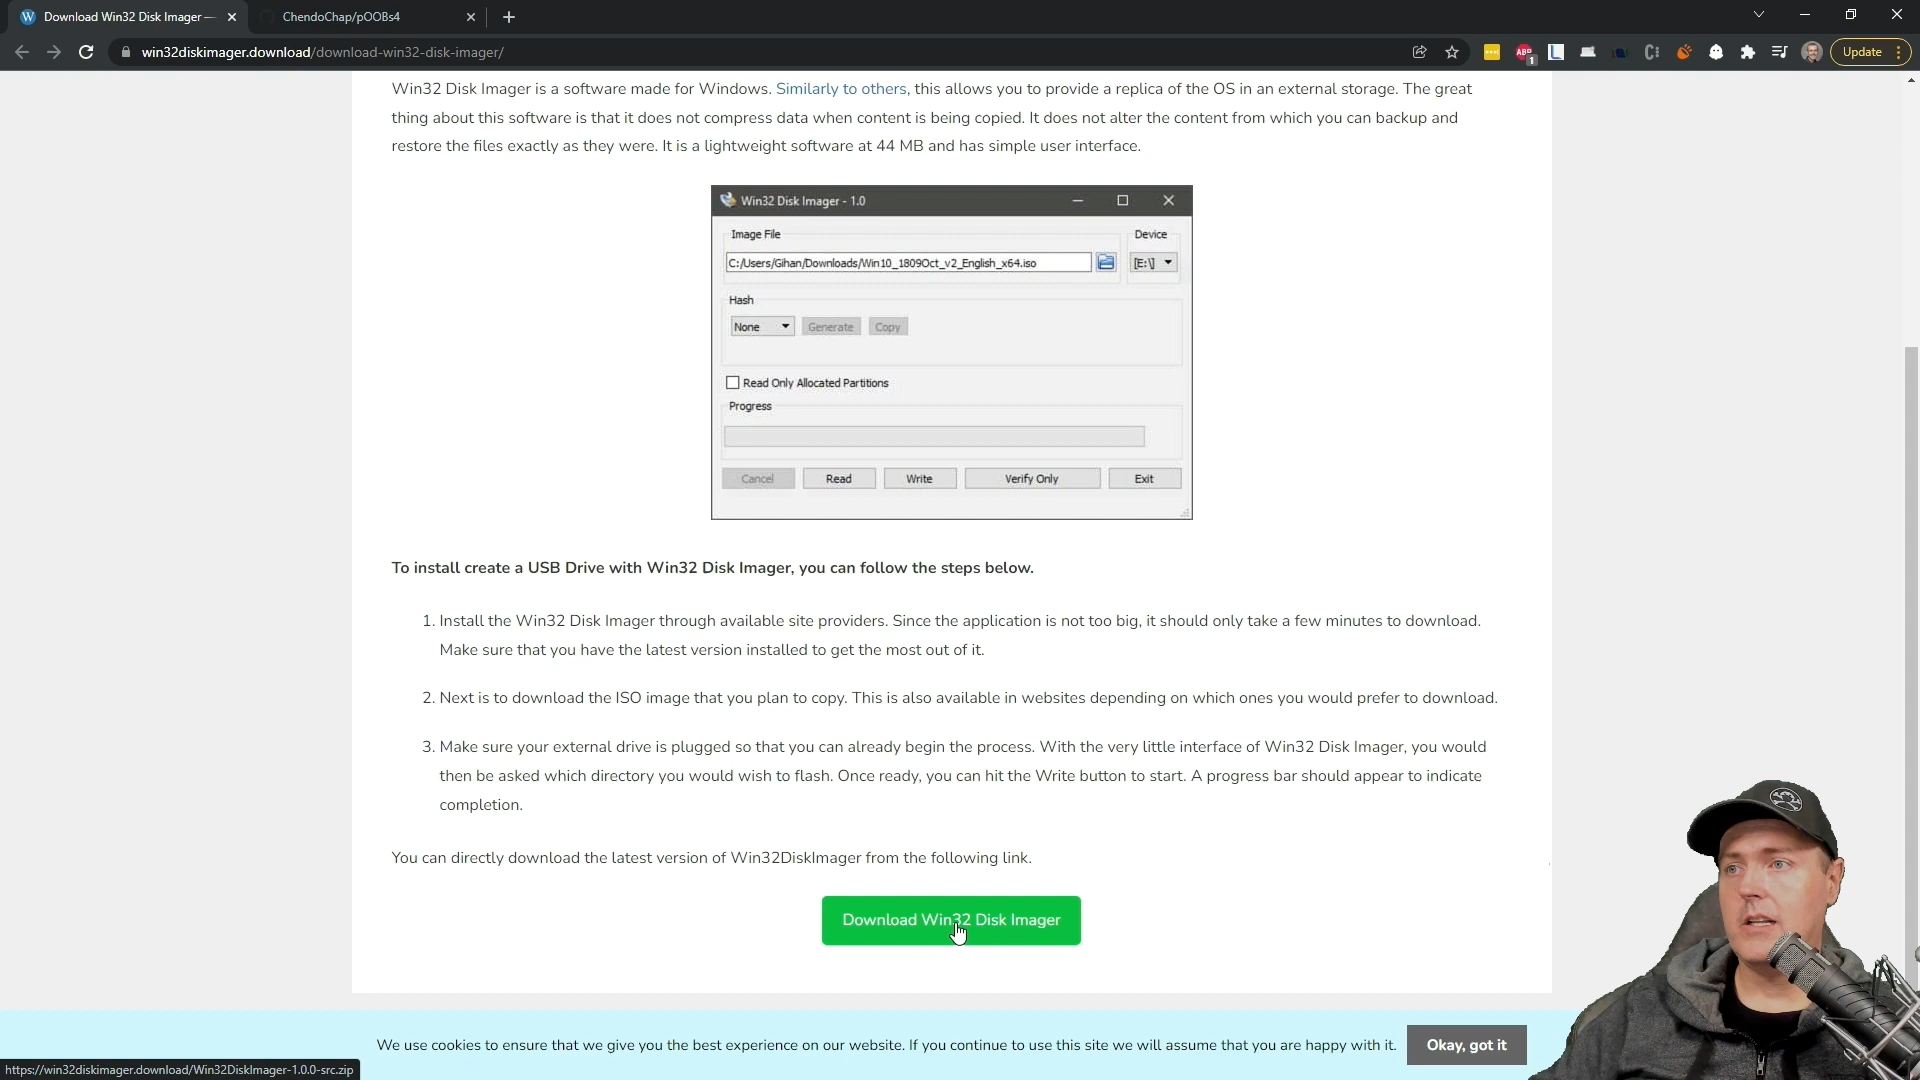 Download Win32 Disk Imager —
ChendoChap/pOOBs4
win32diskimager.download/download-win32-disk-imager/
ABP
1
Update
Win32 Disk Imager is a software made for Windows. Similarly to others, this allows you to provide a replica of the OS in an external storage. The great
thing about this software is that it does not compress data when content is being copied. It does not alter the content from which you can backup and
restore the files exactly as they were. It is a lightweight software at 44 MB and has simple user interface.
Win32 Disk Imager - 1.0
Image File
Device
C:/Users/Gihan/Downloads/Win10_1809Oct_v2_English_x64.iso
[E:\]
Hash
None
Generate
Copy
Read Only Allocated Partitions
Progress
Cancel
Read
Write
Verify Only
Exit
To install create a USB Drive with Win32 Disk Imager, you can follow the steps below.
1. Install the Win32 Disk Imager through available site providers. Since the application is not too big, it should only take a few minutes to download.
Make sure that you have the latest version installed to get the most out of it.
2. Next is to download the ISO image that you plan to copy. This is also available in websites depending on which ones you would prefer to download.
3. Make sure your external drive is plugged so that you can already begin the process. With the very little interface of Win32 Disk Imager, you would
then be asked which directory you would wish to flash. Once ready, you can hit the Write button to start. A progress bar should appear to indicate
completion.
You can directly download the latest version of Win32DiskImager from the following link.
Download Win32 Disk Imager
We use cookies to ensure that we give you the best experience on our website. If you continue to use this site we will assume that you are happy with it.
Okay, got it
https://win32diskimager.download/Win32DiskImager-1.0.0-src.zip